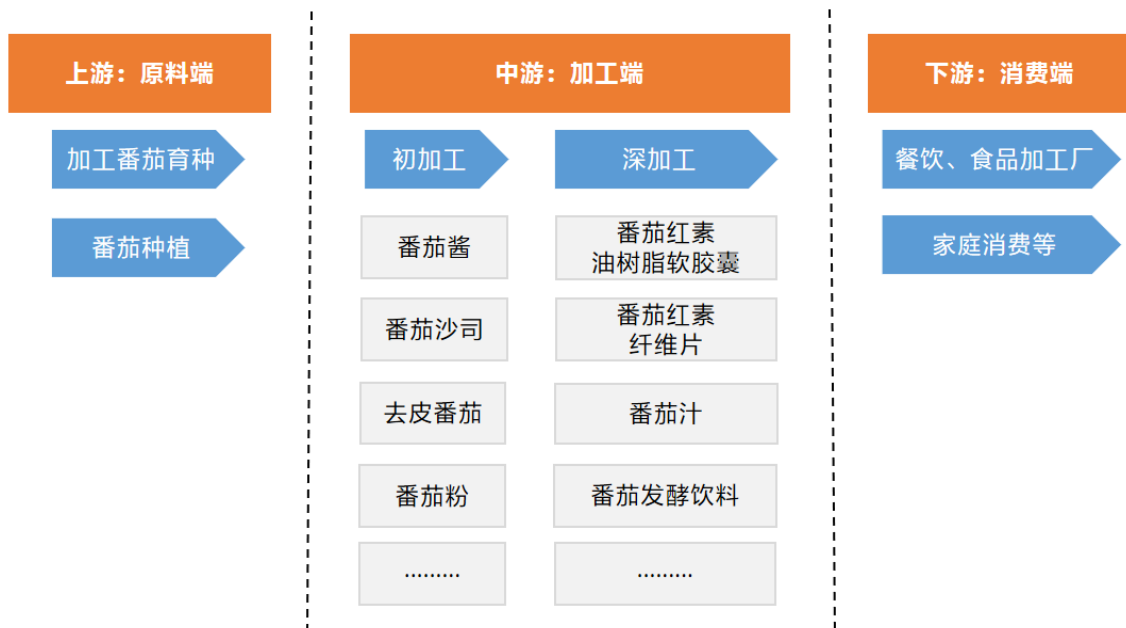 上游：原料端
加工番茄育种
番茄种植
中游：加工端
初加工
番茄酱
番茄沙司
去皮番茄
番茄粉
.........
深加工
番茄红素
油树脂软胶囊
番茄红素
纤维片
番茄汁
番茄发酵饮料
.........
下游：消费端
餐饮、食品加工厂
家庭消费等